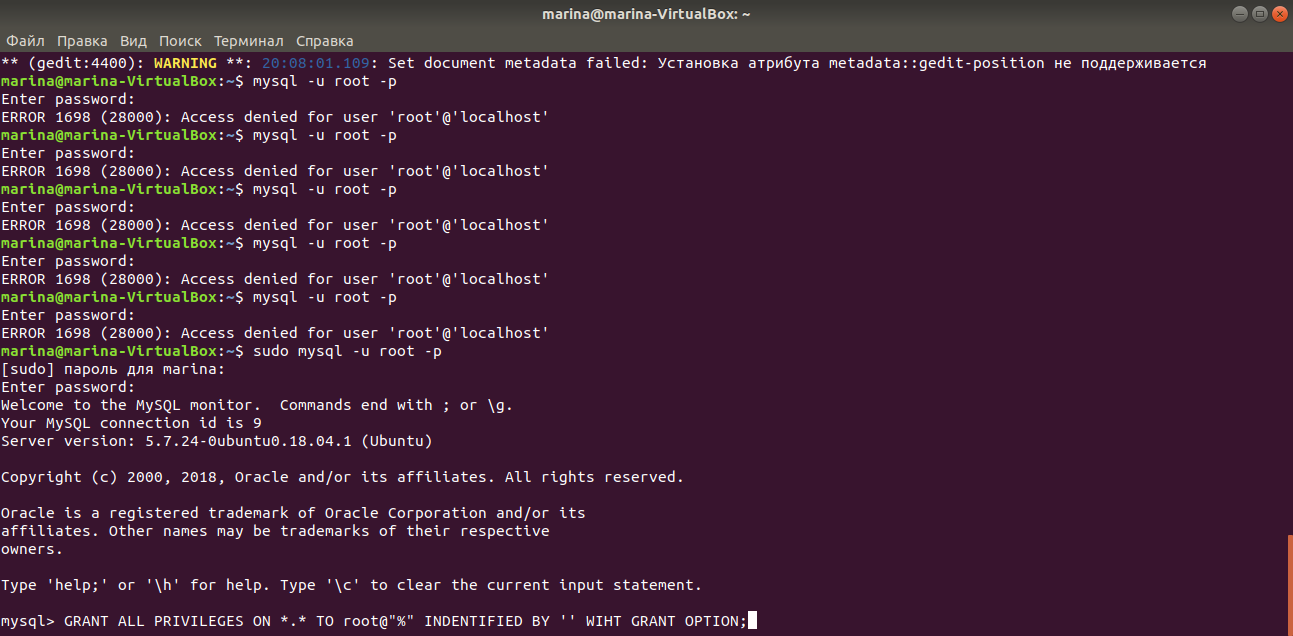 marina@marina-VirtualBox: ~
Файл Правка Вид Поиск Терминал Справка
** (gedit:4400): WARNING **: 20:08:01.109: Set document metadata failed: Установка атрибута metadata::gedit-position не поддерживается
marina@marina-VirtualBox:~$ mysql -u root -p
Enter password:
ERROR 1698 (28000): Access denied for user 'root'@'localhost'
marina@marina-VirtualBox:~$ mysql -u root -p
Enter password:
ERROR 1698 (28000): Access denied for user 'root'@'localhost'
marina@marina-VirtualBox:~$ mysql -u root -p
Enter password:
ERROR 1698 (28000): Access denied for user 'root'@'localhost'
marina@marina-VirtualBox:~$ mysql -u root -p
Enter password:
ERROR 1698 (28000): Access denied for user 'root'@'localhost'
marina@marina-VirtualBox:~$ mysql -u root -p
Enter password:
ERROR 1698 (28000): Access denied for user 'root'@'localhost'
marina@marina-VirtualBox:~$ sudo mysql -u root -p
[sudo] пароль для marina:
Enter password:
Welcome to the MySQL monitor.  Commands end with ; or \g.
Your MySQL connection id is 9
Server version: 5.7.24-0ubuntu0.18.04.1 (Ubuntu)
Copyright (c) 2000, 2018, Oracle and/or its affiliates. All rights reserved.
Oracle is a registered trademark of Oracle Corporation and/or its
affiliates. Other names may be trademarks of their respective
owners.
Type 'help;' or '\h' for help. Type '\c' to clear the current input statement.
mysql> GRANT ALL PRIVILEGES ON *.* TO root@"%" INDENTIFIED BY '' WIHT GRANT OPTION;